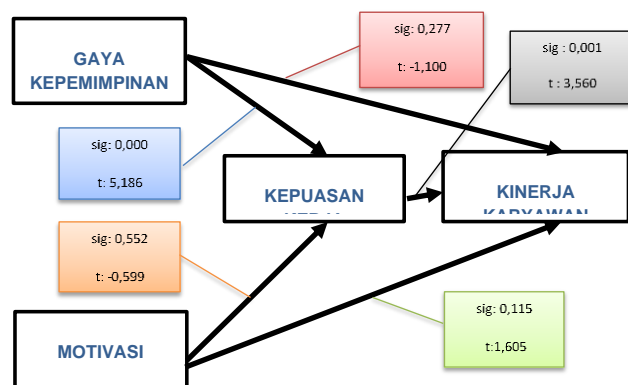 GAYA
KEPEMIMPINAN
sig: 0,277
t: -1,100
sig : 0,001
t : 3,560
sig: 0,000
t: 5,186
KEPUASAN
KINERJA
KARYAWAN
sig: 0,552
t: -0,599
sig: 0,115
t:1,605
MOTIVASI